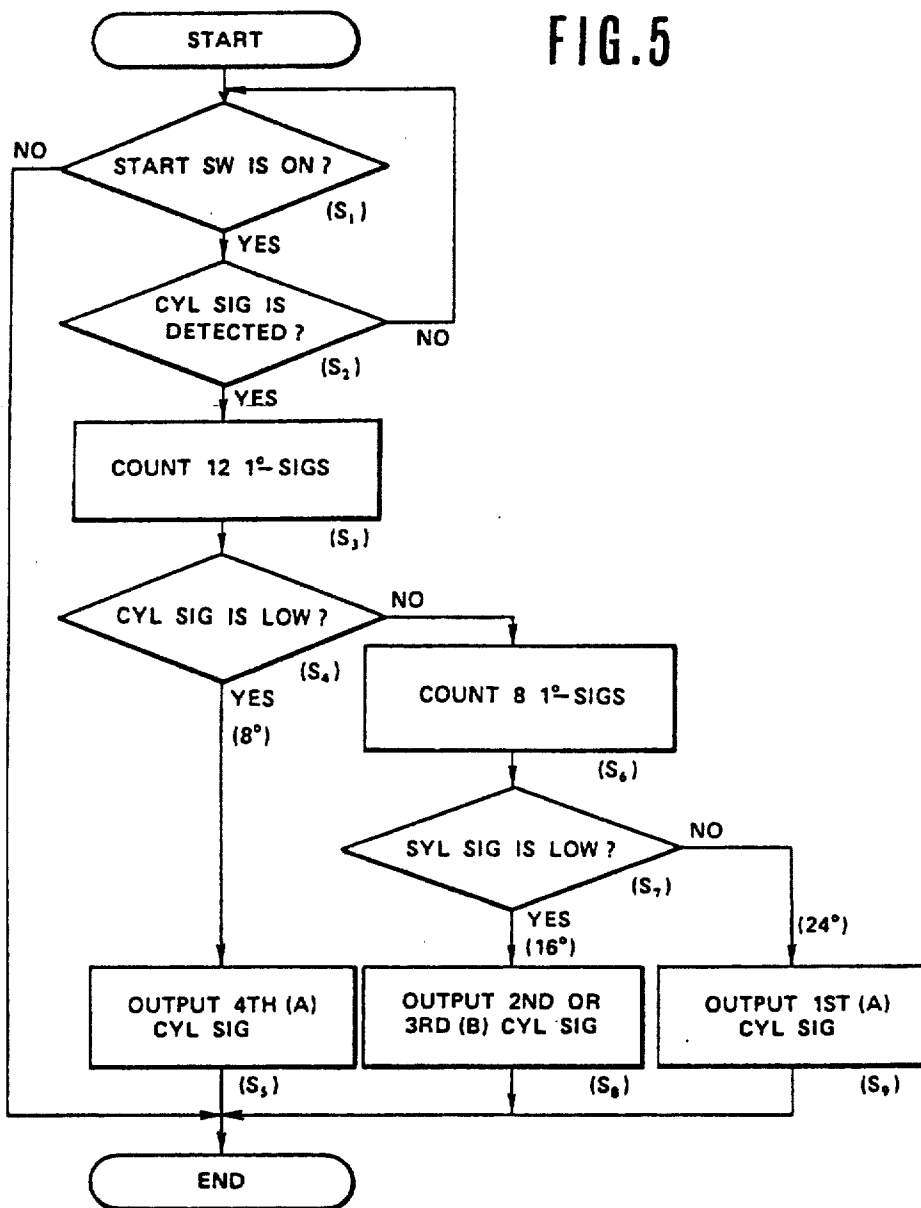 FIG.5
START
START SW IS ON ?
(S₁)
NO
YES
CYL SIG IS
DETECTED ?
(S₂)
NO
YES
COUNT 12 1°-SIGS
(S₃)
CYL SIG IS LOW ?
(S₄)
NO
YES
(8°)
COUNT 8 1°-SIGS
(S₆)
SYL SIG IS LOW ?
(S₇)
NO
YES
(16°)
(24°)
OUTPUT 4TH (A)
CYL SIG
(S₅)
OUTPUT 2ND OR
3RD (B) CYL SIG
(S₈)
OUTPUT 1ST (A)
CYL SIG
(S₉)
END